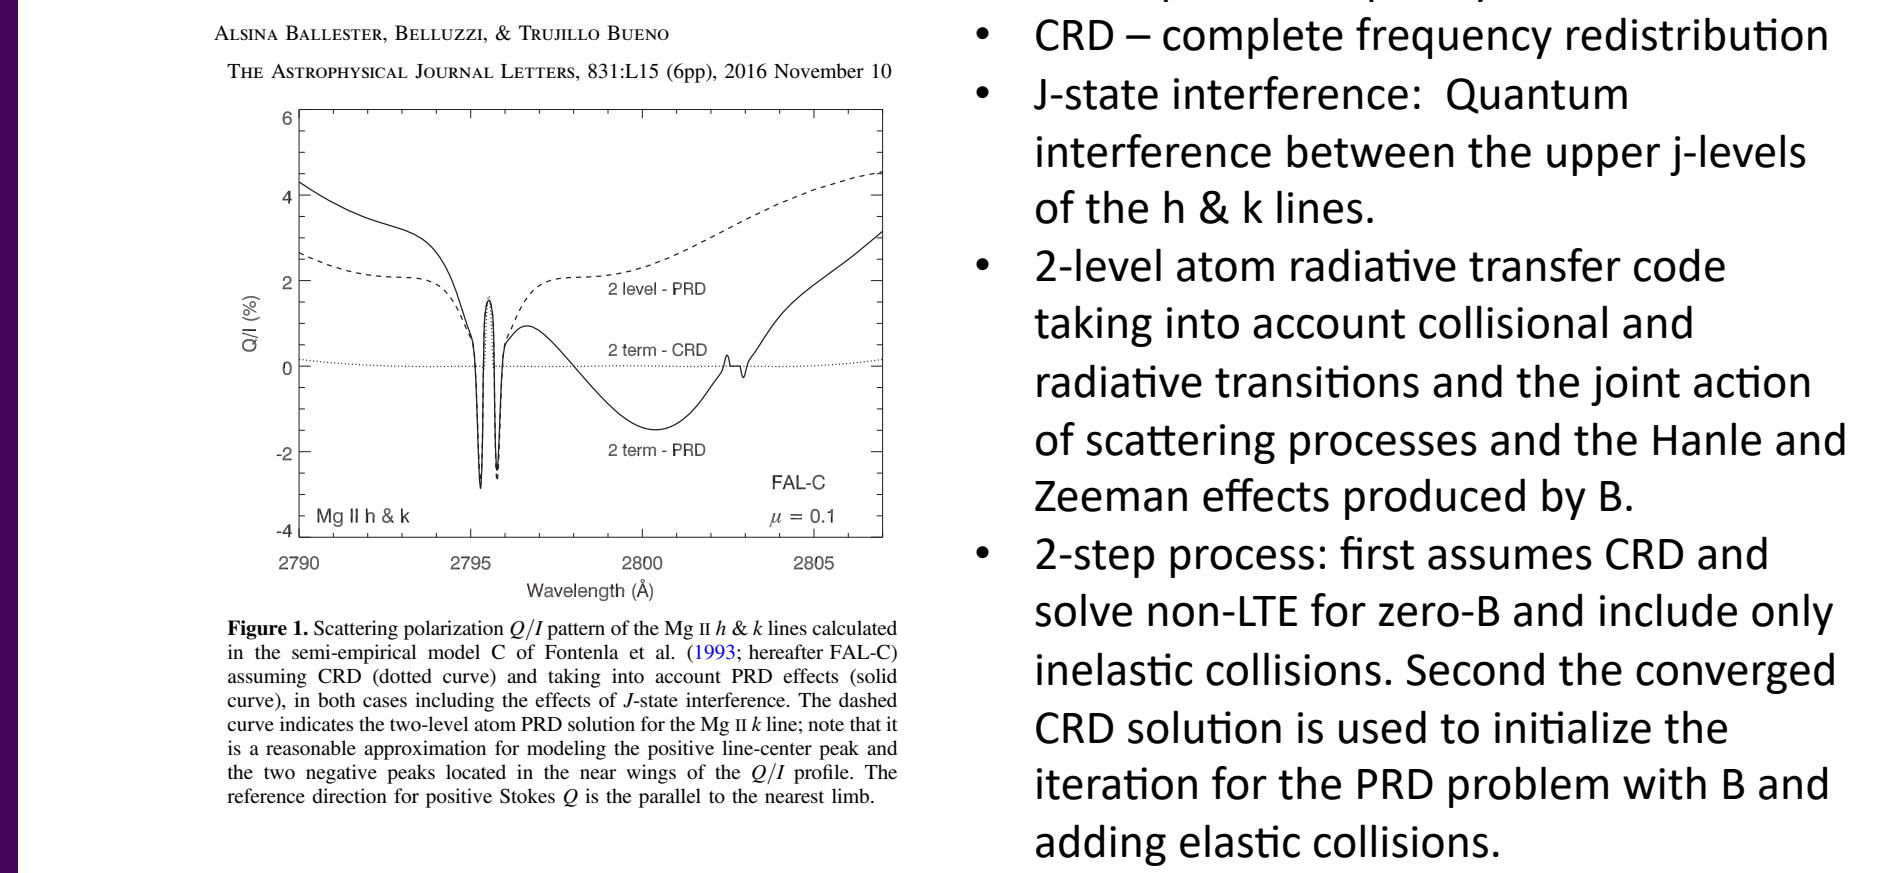 ALSINA BALLESTER, BELLUZZI, & TRUJILLO BUENO
THE ASTROPHYSICAL JOURNAL LETTERS, 831:L15 (6pp), 2016 November 10
6
4
2
0
-2
-4
Q/I (%)
2 level - PRD
2 term - CRD
2 term - PRD
FAL-C
Mg II h & k
μ = 0.1
2790
2795
2800
2805
Wavelength (Å)
Figure 1. Scattering polarization Q/I pattern of the Mg II h & k lines calculated
in the semi-empirical model C of Fontenla et al. (1993; hereafter FAL-C)
assuming CRD (dotted curve) and taking into account PRD effects (solid
curve), in both cases including the effects of J-state interference. The dashed
curve indicates the two-level atom PRD solution for the Mg II k line; note that it
is a reasonable approximation for modeling the positive line-center peak and
the two negative peaks located in the near wings of the Q/I profile. The
reference direction for positive Stokes Q is the parallel to the nearest limb.
• CRD – complete frequency redistribution
• J-state interference: Quantum
interference between the upper j-levels
of the h & k lines.
• 2-level atom radiative transfer code
taking into account collisional and
radiative transitions and the joint action
of scattering processes and the Hanle and
Zeeman effects produced by B.
• 2-step process: first assumes CRD and
solve non-LTE for zero-B and include only
inelastic collisions. Second the converged
CRD solution is used to initialize the
iteration for the PRD problem with B and
adding elastic collisions.